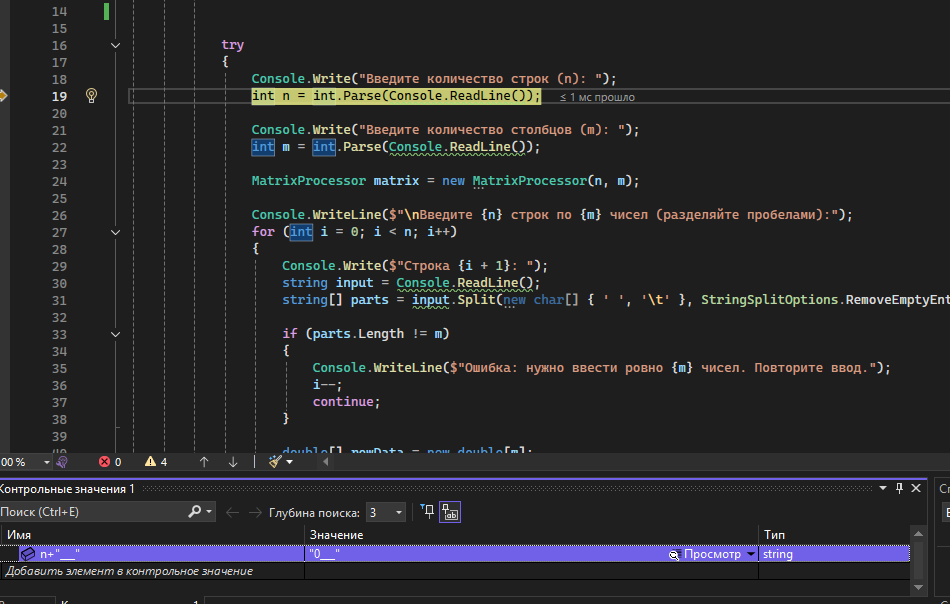 14
15
16 try
17 {
18 Console.Write("Введите количество строк (n): ");
19 int n = int.Parse(Console.ReadLine()); ≤ 1 мс прошло
20
21 Console.Write("Введите количество столбцов (m): ");
22 int m = int.Parse(Console.ReadLine());
23
24 MatrixProcessor matrix = new MatrixProcessor(n, m);
25
26 Console.WriteLine($"\nВведите {n} строк по {m} чисел (разделяйте пробелами):");
27 for (int i = 0; i < n; i++)
28 {
29 Console.Write($"Строка {i + 1}: ");
30 string input = Console.ReadLine();
31 string[] parts = input.Split(new char[] { ' ', '\t' }, StringSplitOptions.RemoveEmptyEnt
32
33 if (parts.Length != m)
34 {
35 Console.WriteLine($"Ошибка: нужно ввести ровно {m} чисел. Повторите ввод.");
36 i--;
37 continue;
38 }
39
40 double[] rowData = new double[m];
00 % 0 4
Контрольные значения 1
Поиск (Ctrl+E) Глубина поиска: 3
Имя Значение Тип
n+"___" "0___" Просмотр string
Добавить элемент в контрольное значение